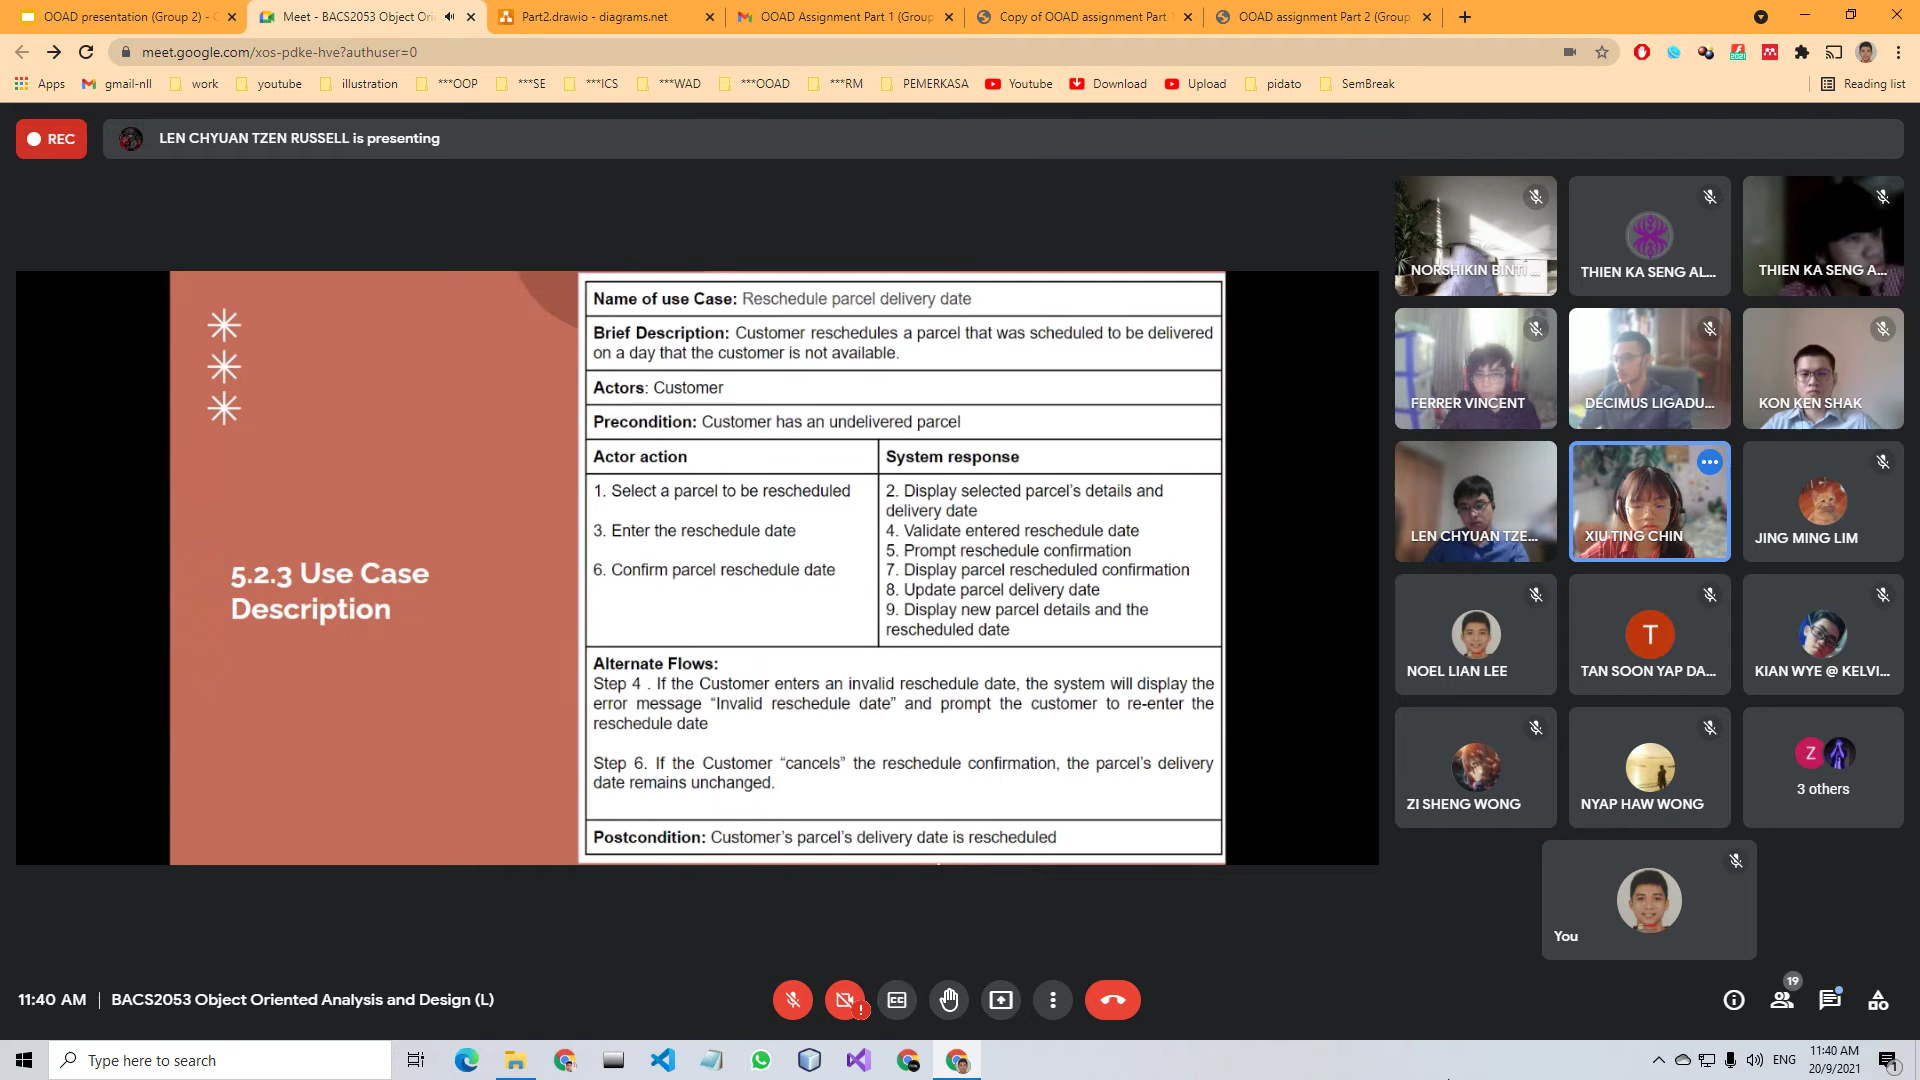 OOAD presentation (Group 2) - G
Meet - BACS2053 Object Ori
Part2.drawio - diagrams.net
OOAD Assignment Part 1 (Group
Copy of OOAD assignment Part
OOAD assignment Part 2 (Group
meet.google.com/xos-pdke-hve?authuser=0
Apps
gmail-nll
work
youtube
illustration
***OOP
***SE
***ICS
***WAD
***OOAD
***RM
PEMERKASA
Youtube
Download
Upload
pidato
SemBreak
Reading list
REC
LEN CHYUAN TZEN RUSSELL is presenting
5.2.3 Use Case
Description
Name of use Case: Reschedule parcel delivery date
Brief Description: Customer reschedules a parcel that was scheduled to be delivered
on a day that the customer is not available.
Actors: Customer
Precondition: Customer has an undelivered parcel
Actor action
System response
1. Select a parcel to be rescheduled
3. Enter the reschedule date
6. Confirm parcel reschedule date
2. Display selected parcel's details and
delivery date
4. Validate entered reschedule date
5. Prompt reschedule confirmation
7. Display parcel rescheduled confirmation
8. Update parcel delivery date
9. Display new parcel details and the
rescheduled date
Alternate Flows:
Step 4 . If the Customer enters an invalid reschedule date, the system will display the
error message “Invalid reschedule date” and prompt the customer to re-enter the
reschedule date
Step 6. If the Customer “cancels” the reschedule confirmation, the parcel's delivery
date remains unchanged.
Postcondition: Customer's parcel's delivery date is rescheduled
NORSHIKIN BINTI ...
THIEN KA SENG AL...
THIEN KA SENG A...
FERRER VINCENT
DECIMUS LIGADU...
KON KEN SHAK
LEN CHYUAN TZE...
XIU TING CHIN
JING MING LIM
NOEL LIAN LEE
T
TAN SOON YAP DA...
KIAN WYE @ KELVI...
ZI SHENG WONG
NYAP HAW WONG
Z
3 others
You
11:40 AM | BACS2053 Object Oriented Analysis and Design (L)
19
Type here to search
ENG
11:40 AM
20/9/2021
1